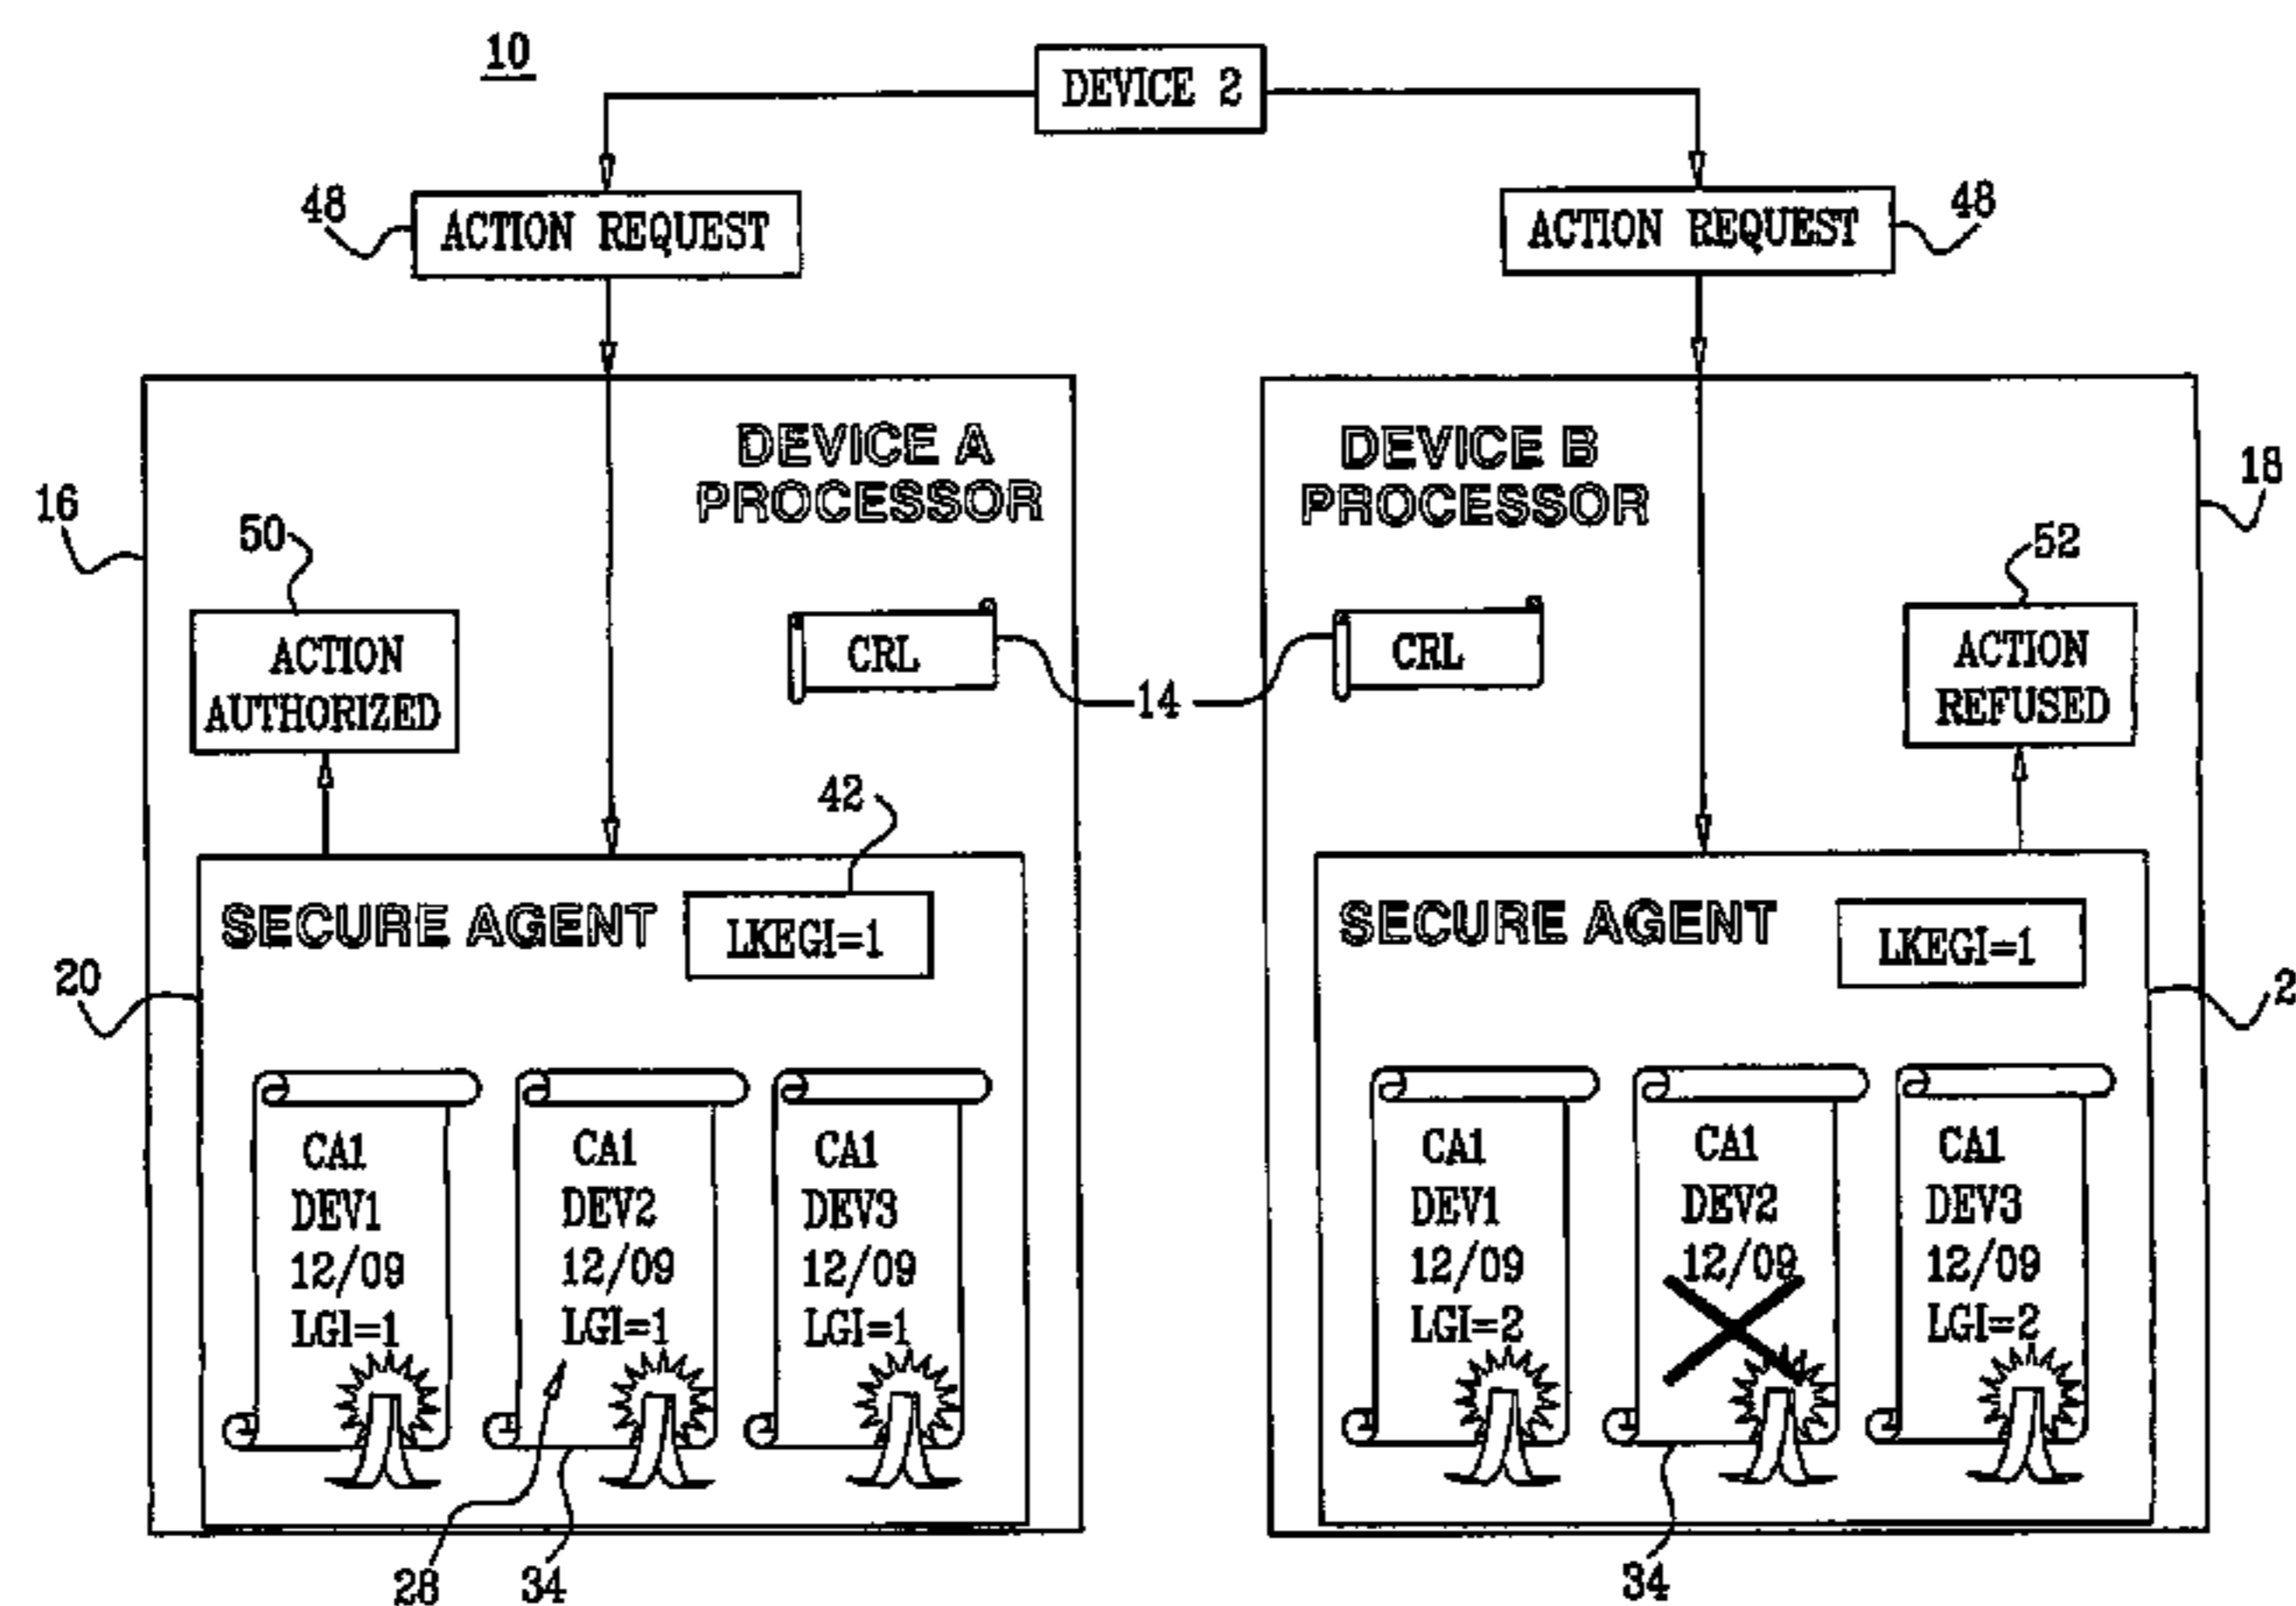 10
DEVICE 2
48
ACTION REQUEST
ACTION REQUEST
48
DEVICE A
PROCESSOR
DEVICE B
PROCESSOR
16
18
50
52
ACTION
AUTHORIZED
CRL
14
CRL
ACTION
REFUSED
42
SECURE AGENT
LKEGI=1
SECURE AGENT
LKEGI=1
20
2
CA1
DEV1
12/09
LGI=1
CA1
DEV2
12/09
LGI=1
CA1
DEV3
12/09
LGI=1
CA1
DEV1
12/09
LGI=2
CA1
DEV2
12/09
CA1
DEV3
12/09
LGI=2
28
34
34